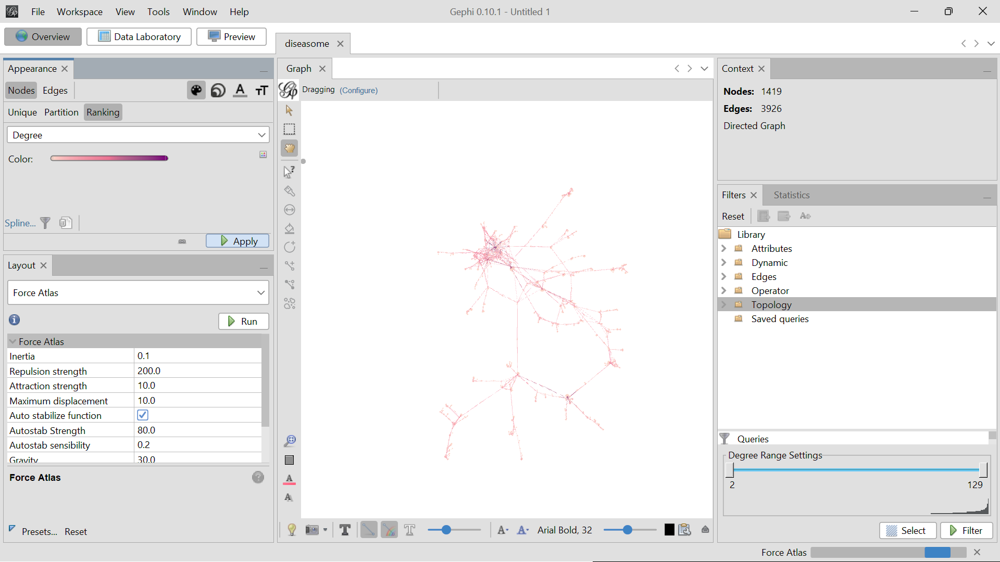 File Workspace View Tools Window Help
Gephi 0.10.1 - Untitled 1
Overview Data Laboratory Preview
diseasome
Appearance
Nodes Edges
Unique Partition Ranking
Degree
Color:
Spline...
Apply
Layout
Force Atlas
Run
Force Atlas
Inertia 0.1
Repulsion strength 200.0
Attraction strength 10.0
Maximum displacement 10.0
Auto stabilize function
Autostab Strength 80.0
Autostab sensibility 0.2
Gravity 30.0
Force Atlas
Presets... Reset
Graph
Dragging (Configure)
Arial Bold, 32
Context
Nodes: 1419
Edges: 3926
Directed Graph
Filters Statistics
Reset
Library
Attributes
Dynamic
Edges
Operator
Topology
Saved queries
Queries
Degree Range Settings
2 129
Select Filter
Force Atlas